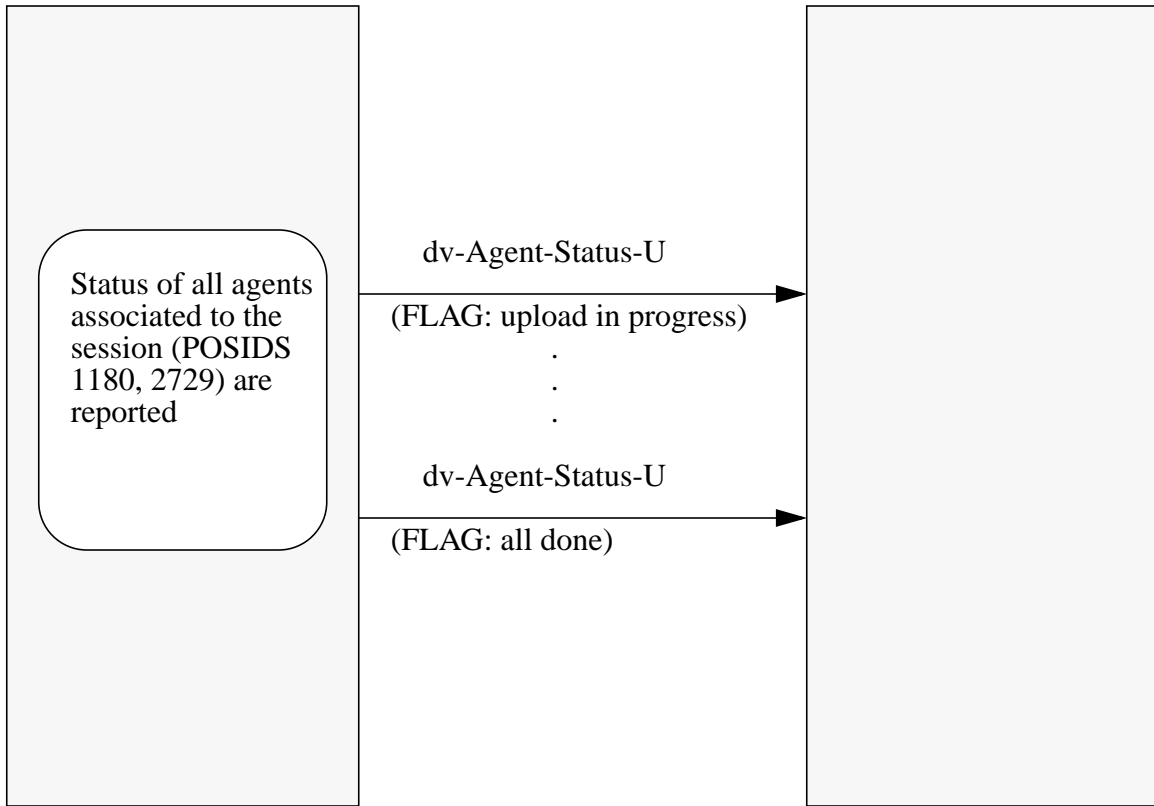 Status of all agents
associated to the
session (POSIDS
1180, 2729) are
reported
dv-Agent-Status-U
(FLAG: upload in progress)
.
.
.
dv-Agent-Status-U
(FLAG: all done)